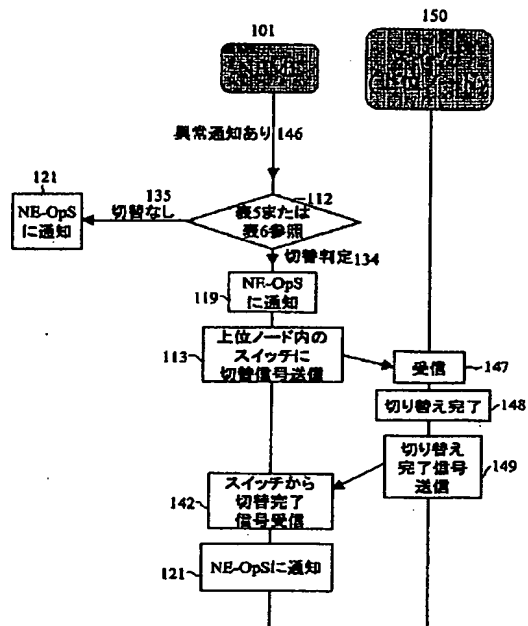 101
150
異常通知あり 146
121
NE-OpS
に通知
135
切替なし
112
表5または
表6参照
切替判定 134
NE-OpS
に通知
119
上位ノード内の
スイッチに
切替信号送信
113
受信
147
切り替え完了
148
切り替え
完了信号
送信
149
スイッチから
切替完了
信号受信
142
NE-OpSに通知
121